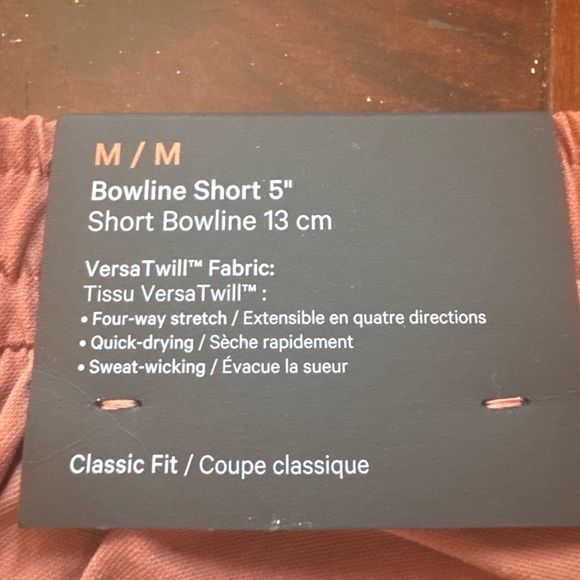 M / M
Bowline Short 5"
Short Bowline 13 cm
VersaTwill™ Fabric:
Tissu VersaTwill™ :
• Four-way stretch / Extensible en quatre directions
• Quick-drying / Sèche rapidement
• Sweat-wicking / Évacue la sueur
Classic Fit / Coupe classique